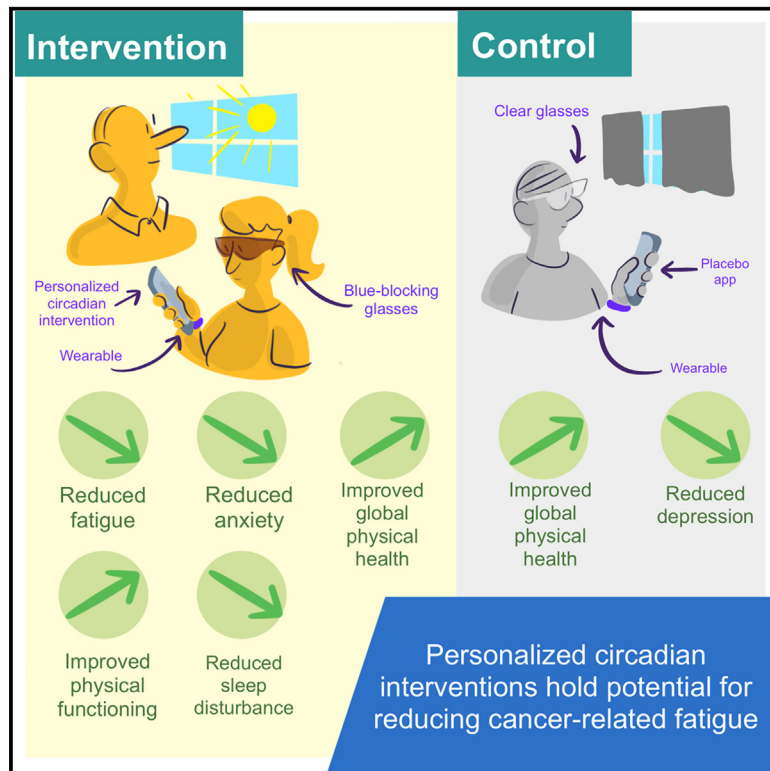 Intervention
Control
Clear glasses
Personalized
circadian
intervention
Blue-blocking
glasses
Wearable
Placebo
app
Wearable
Reduced
fatigue
Reduced
anxiety
Improved
global
physical
health
Improved
global
physical
health
Reduced
depression
Improved
physical
functioning
Reduced
sleep
disturbance
Personalized circadian
interventions hold potential for
reducing cancer-related fatigue